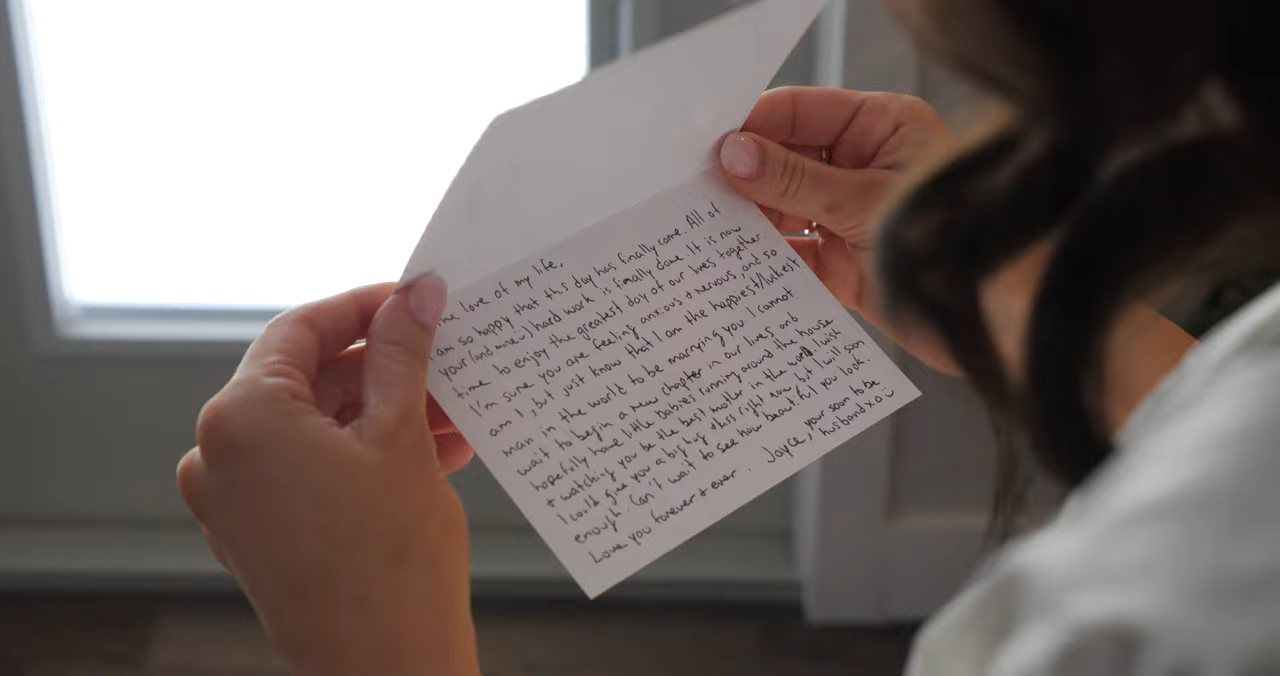 the love of my life,
am so happy that this day has finally come. All of
your (and mine ☺) hard work is finally done. It is now
time to enjoy the greatest day of our lives together.
I'm sure you are feeling anxious + nervous, and so
am I, but just know that I am the happiest/luckiest
man in the world to be marrying you. I cannot
wait to begin a new chapter in our lives and
hopefully have little babies running around the house
+ watching you be the best mother in the world. I wish
I could give you a big hug this right now, but I will soon
enough. Can't wait to see how beautiful you look.
Love you forever + ever. Jayce, your soon to be
husband xo ☺